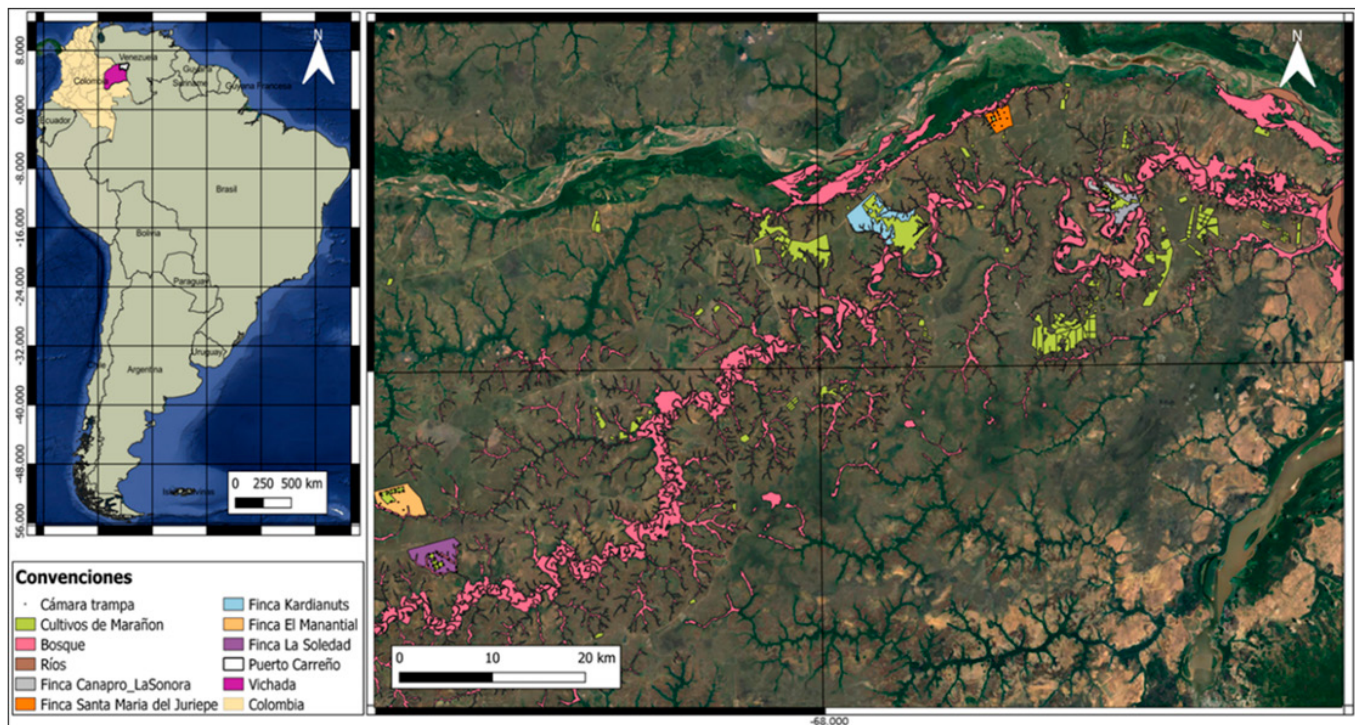 N
8.000
0.000
-8.000
-16.000
-24.000
-32.000
-40.000
-48.000
-56.000
Venezuela
Colombia
Guyana
Suriname
Guyana Francesa
Ecuador
Brasil
Bolivia
Paraguay
Uruguay
Chile
Argentina
0 250 500 km
N
0 10 20 km
-68.000
Convenciones
Cámara trampa
Cultivos de Marañon
Bosque
Ríos
Finca Canapro_LaSonora
Finca Santa Maria del Juriepe
Finca Kardianuts
Finca El Manantial
Finca La Soledad
Puerto Carreño
Vichada
Colombia